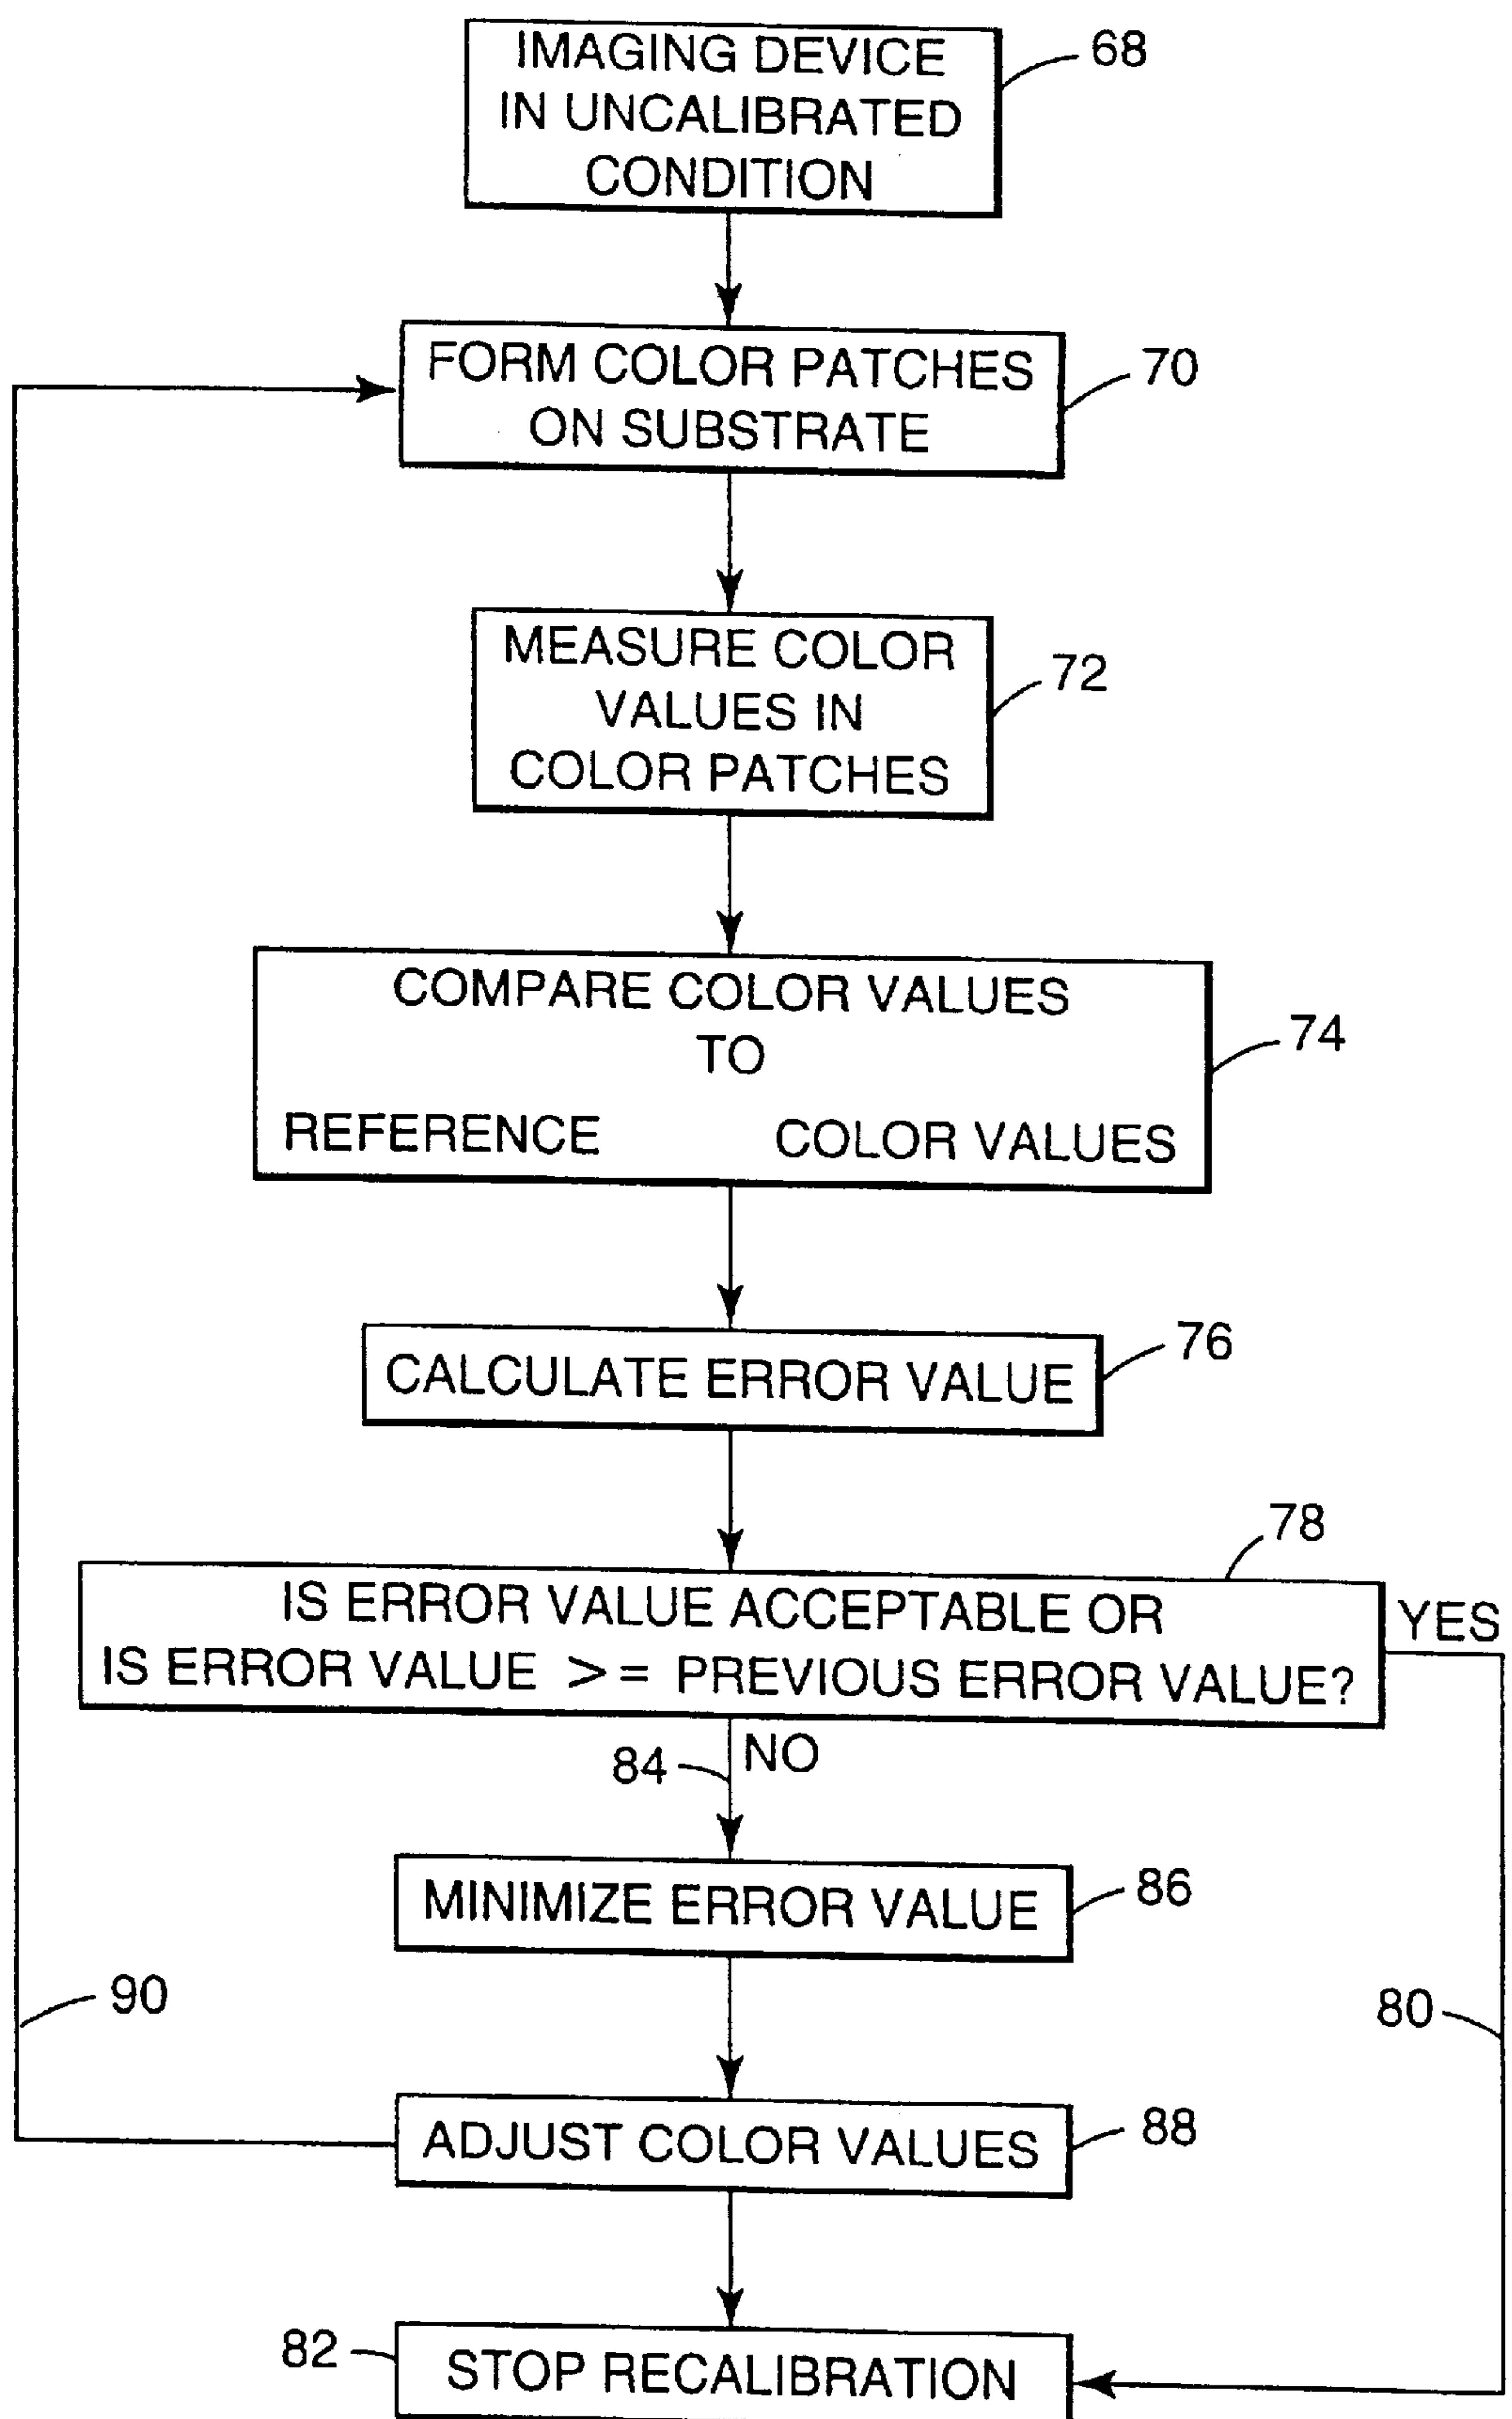 IMAGING DEVICE
IN UNCALIBRATED
CONDITION
68
FORM COLOR PATCHES
ON SUBSTRATE
70
MEASURE COLOR
VALUES IN
COLOR PATCHES
72
COMPARE COLOR VALUES
TO
REFERENCE COLOR VALUES
74
CALCULATE ERROR VALUE
76
78
IS ERROR VALUE ACCEPTABLE OR
IS ERROR VALUE >= PREVIOUS ERROR VALUE?
YES
84
NO
MINIMIZE ERROR VALUE
86
90
80
ADJUST COLOR VALUES
88
82
STOP RECALIBRATION